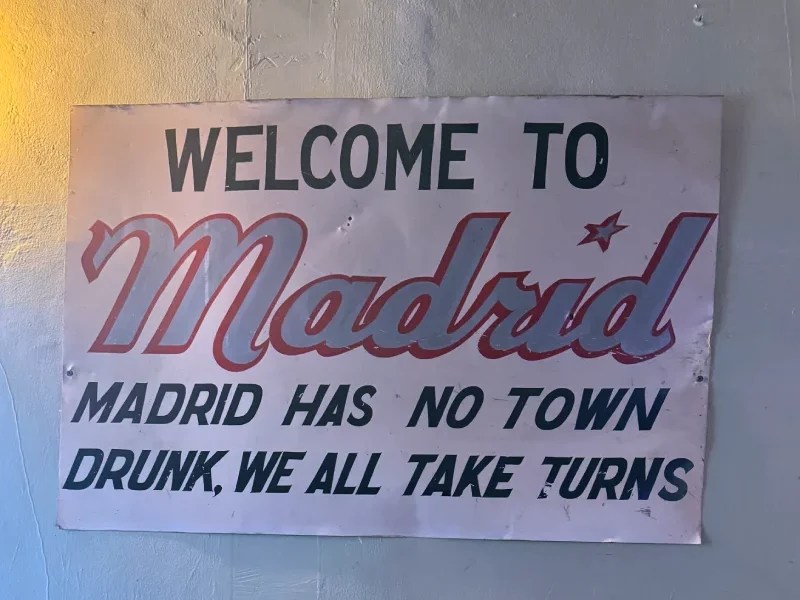 WELCOME TO
Madrid
MADRID HAS NO TOWN
DRUNK, WE ALL TAKE TURNS